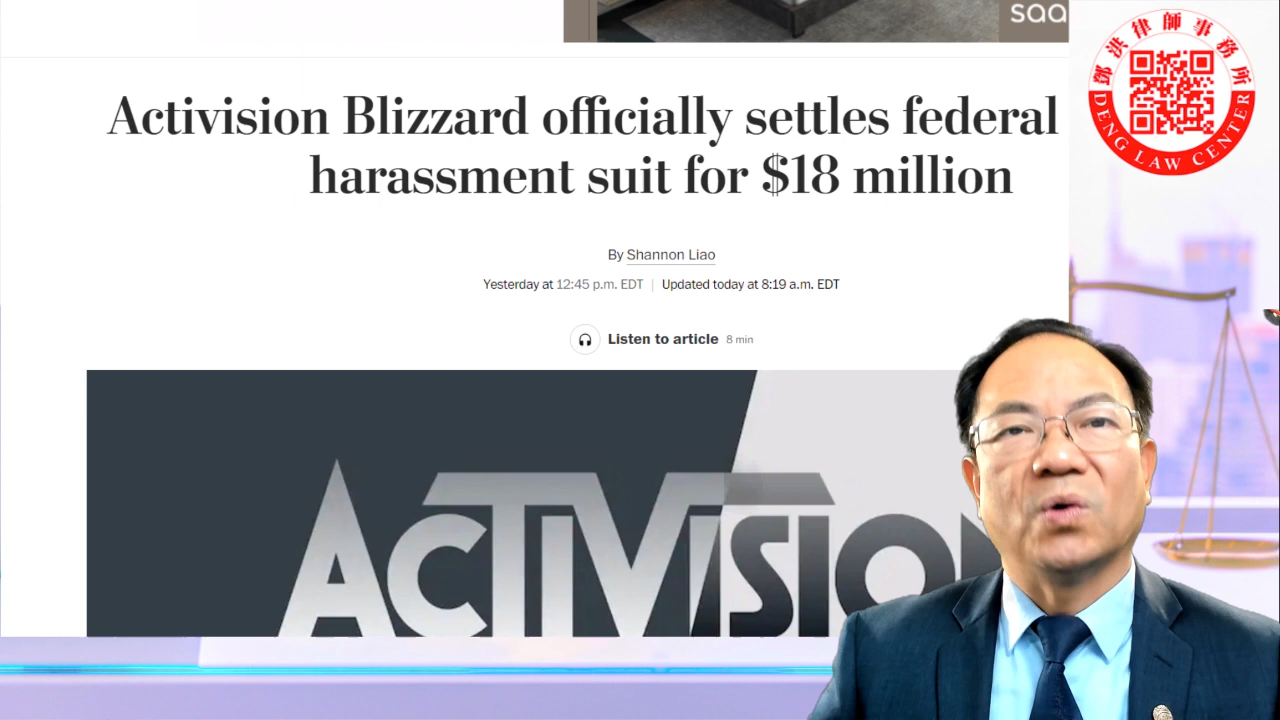 saa
鄧洪律師事務所
DENG LAW CENTER
Activision Blizzard officially settles federal
harassment suit for $18 million
By Shannon Liao
Yesterday at 12:45 p.m. EDT | Updated today at 8:19 a.m. EDT
Listen to article 8 min
ACTIVISION